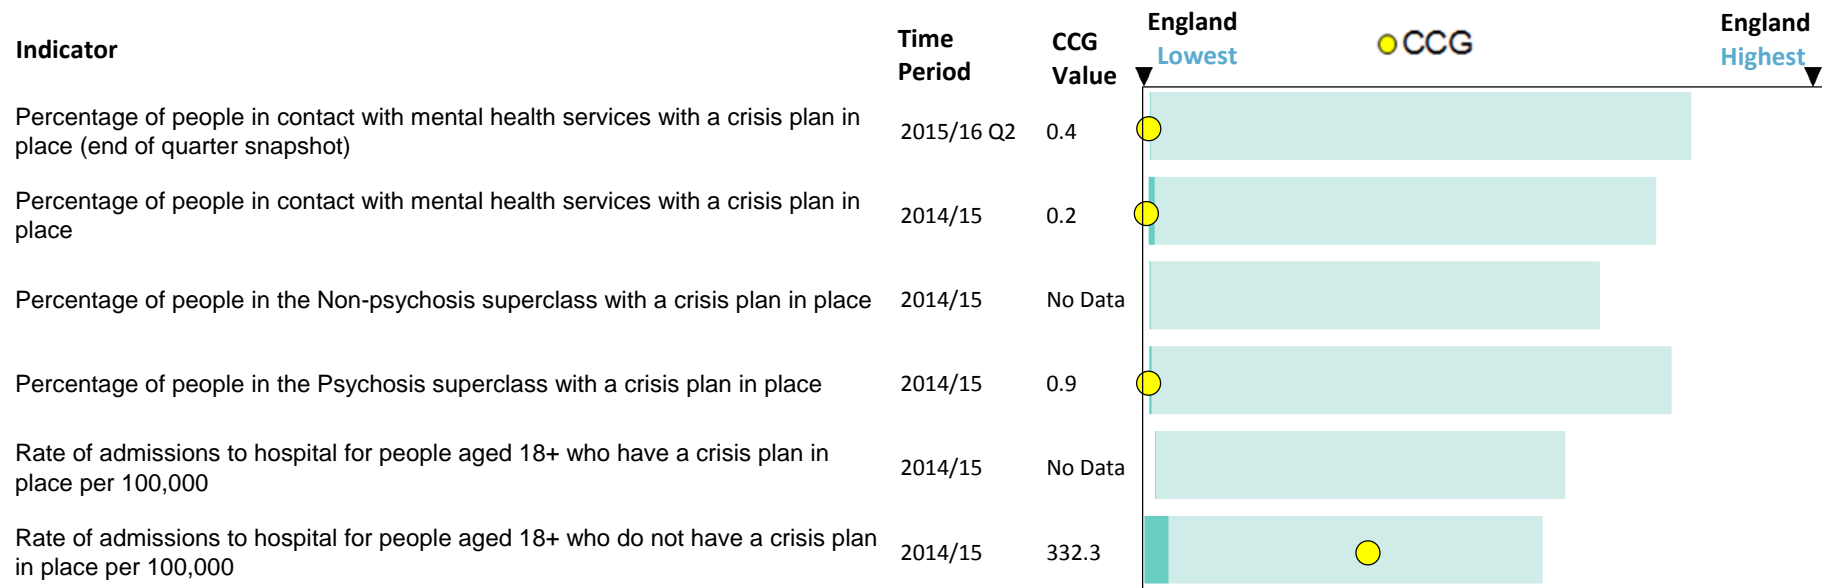 Indicator
Time
Period
CCG
Value
England
Lowest
CCG
England
Highest
Percentage of people in contact with mental health services with a crisis plan in
place (end of quarter snapshot)
2015/16 Q2
0.4
Percentage of people in contact with mental health services with a crisis plan in
place
2014/15
0.2
Percentage of people in the Non-psychosis superclass with a crisis plan in place
2014/15
No Data
Percentage of people in the Psychosis superclass with a crisis plan in place
2014/15
0.9
Rate of admissions to hospital for people aged 18+ who have a crisis plan in
place per 100,000
2014/15
No Data
Rate of admissions to hospital for people aged 18+ who do not have a crisis plan
in place per 100,000
2014/15
332.3